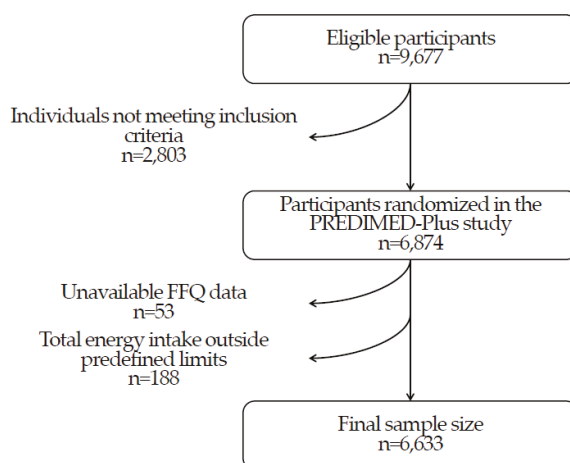 Eligible participants
n=9,677
Individuals not meeting inclusion
criteria
n=2,803
Participants randomized in the
PREDIMED-Plus study
n=6,874
Unavailable FFQ data
n=53
Total energy intake outside
predefined limits
n=188
Final sample size
n=6,633